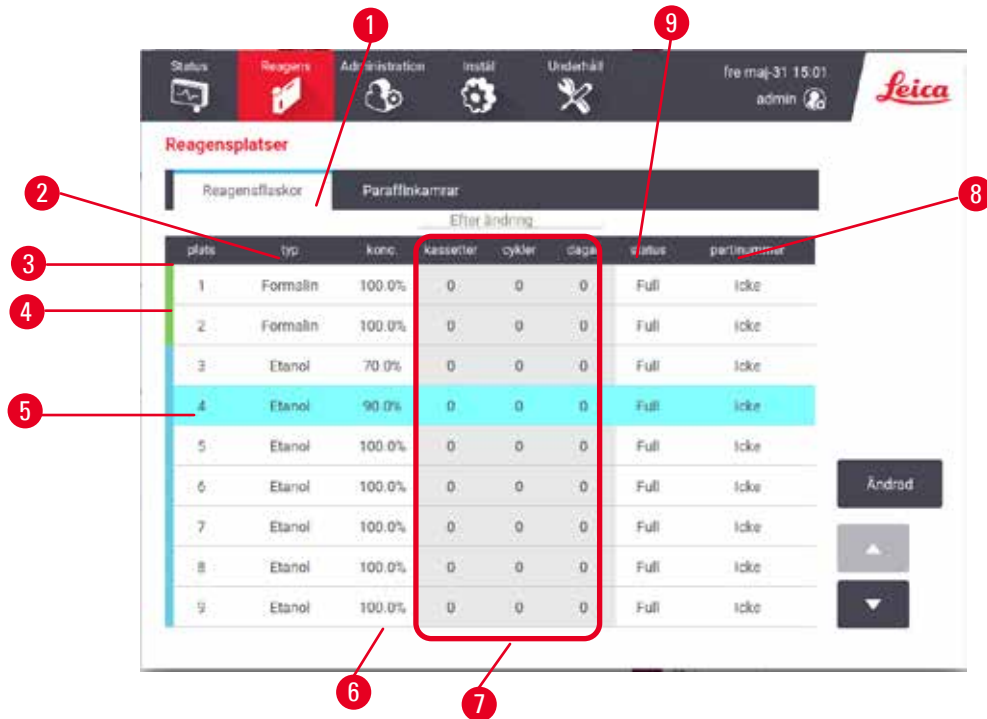 1
9
Status Reagens Administration Inställ Underhåll fre maj-31 15:01
admin
Leica
Reagensplatser
Reagensflaskor Paraffinkamrar
2
8
Efter ändring
plats typ konc. kassetter cykler dagar status partinummer
3
1 Formalin 100.0% 0 0 0 Full Icke
4
2 Formalin 100.0% 0 0 0 Full Icke
3 Etanol 70.0% 0 0 0 Full Icke
5
4 Etanol 90.0% 0 0 0 Full Icke
5 Etanol 100.0% 0 0 0 Full Icke
6 Etanol 100.0% 0 0 0 Full Icke
Ändrad
7 Etanol 100.0% 0 0 0 Full Icke
8 Etanol 100.0% 0 0 0 Full Icke
9 Etanol 100.0% 0 0 0 Full Icke
6
7